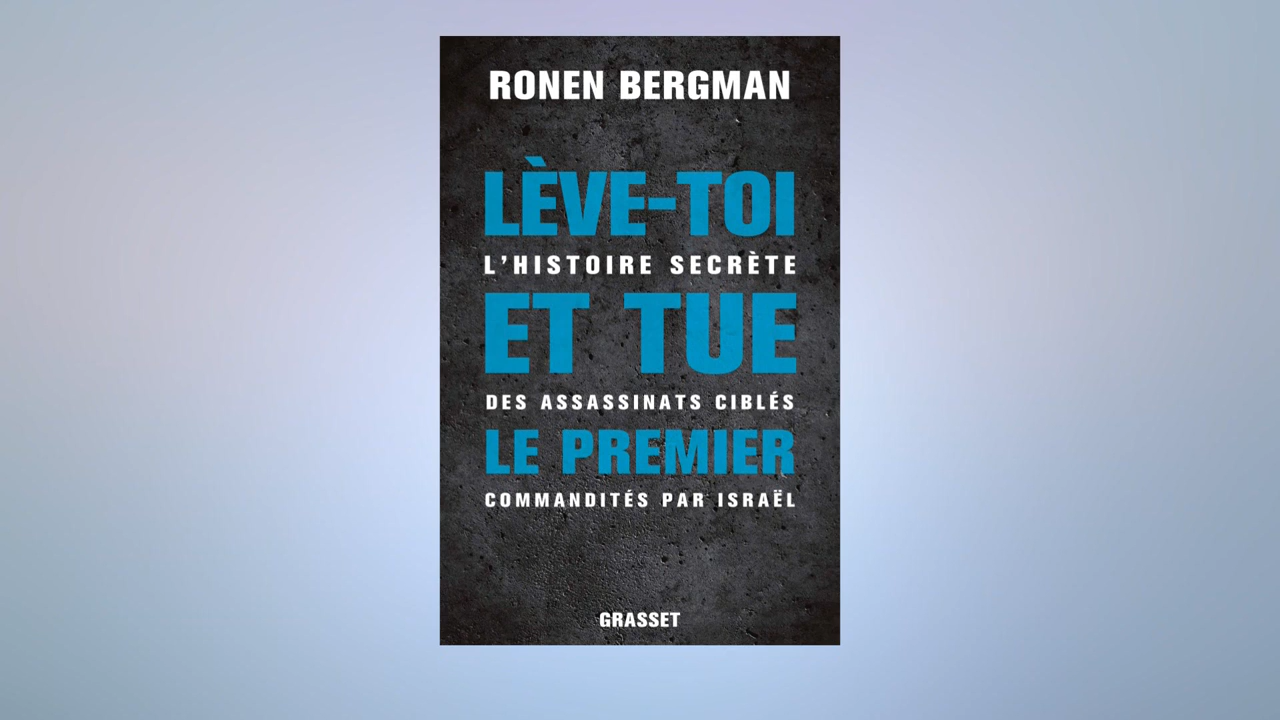 RONEN BERGMAN
LÈVE-TOI
L'HISTOIRE SECRÈTE
ET TUE
DES ASSASSINATS CIBLÉS
LE PREMIER
COMMANDITÉS PAR ISRAËL
GRASSET